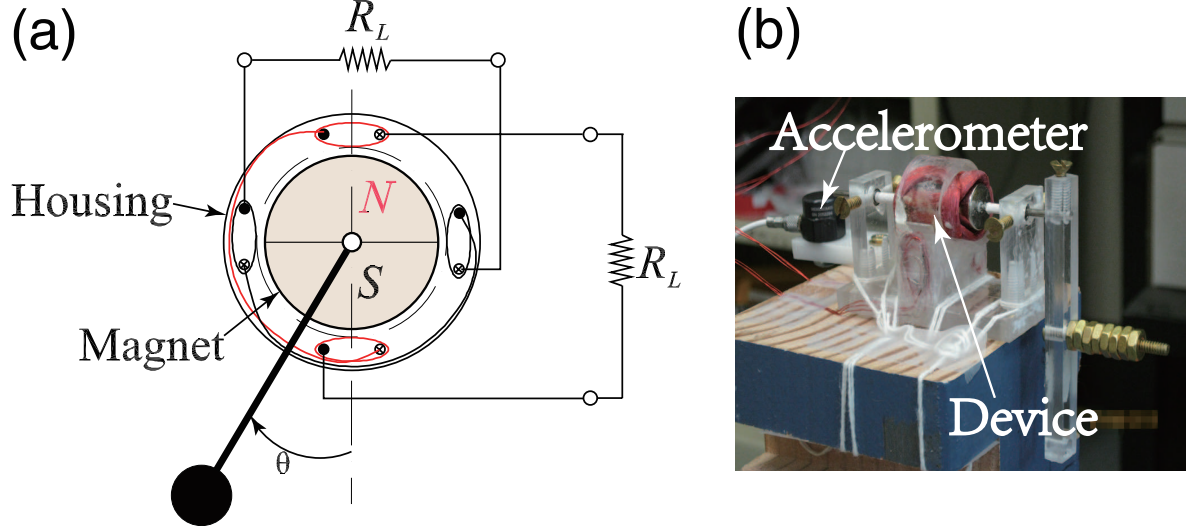 (a)
R_L
N
Housing
S
R_L
Magnet
θ
(b)
Accelerometer
Device